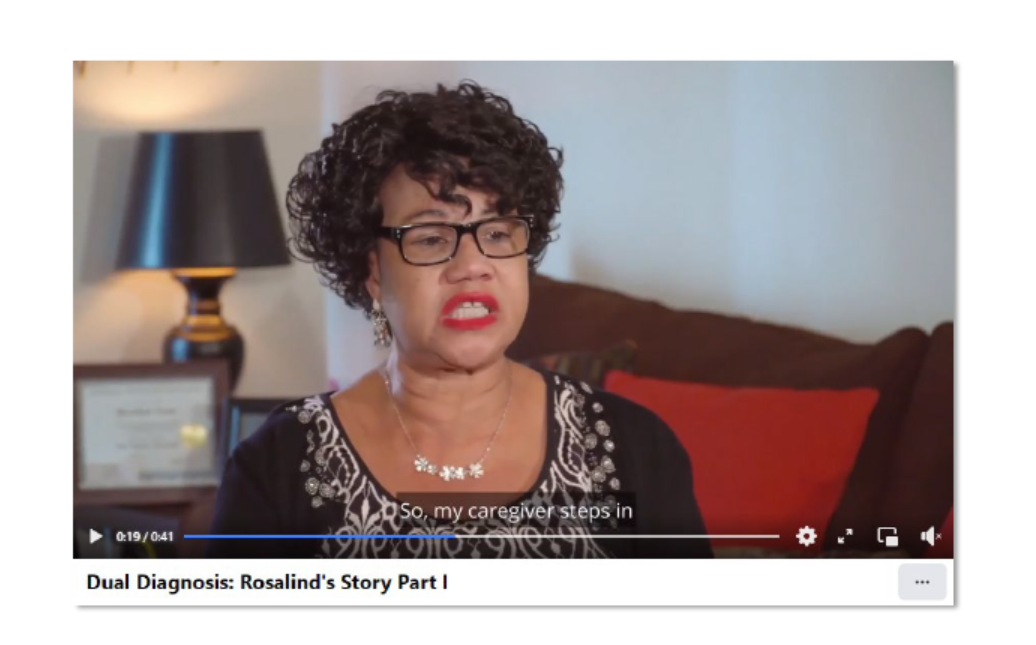 So, my caregiver steps in
0:19 / 0:41
Dual Diagnosis: Rosalind's Story Part I